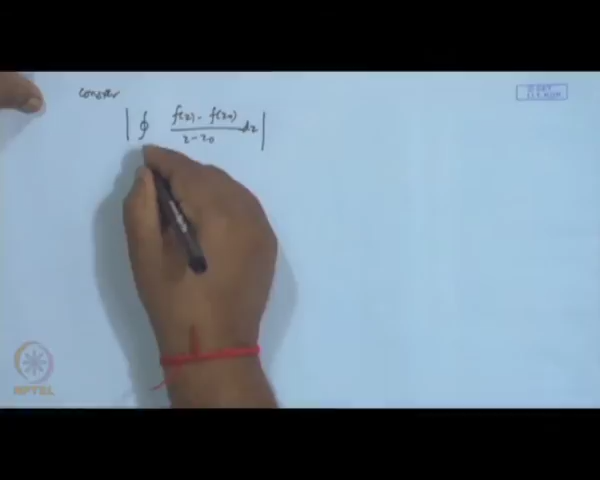 Consider
| ∮ f(z) - f(z0) / z - z0 dz |
NPTEL